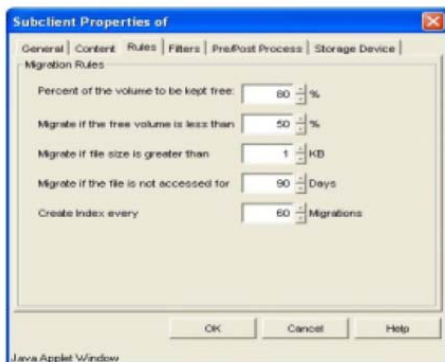 Subclient Properties of
General Content Rules Filters Pre/Post Process Storage Device
Migration Rules
Percent of the volume to be kept free: 80 %
Migrate if the free volume is less than 50 %
Migrate if file size is greater than 1 KB
Migrate if the file is not accessed for 90 Days
Create Index every 60 Migrations
OK Cancel Help
Java Applet Window